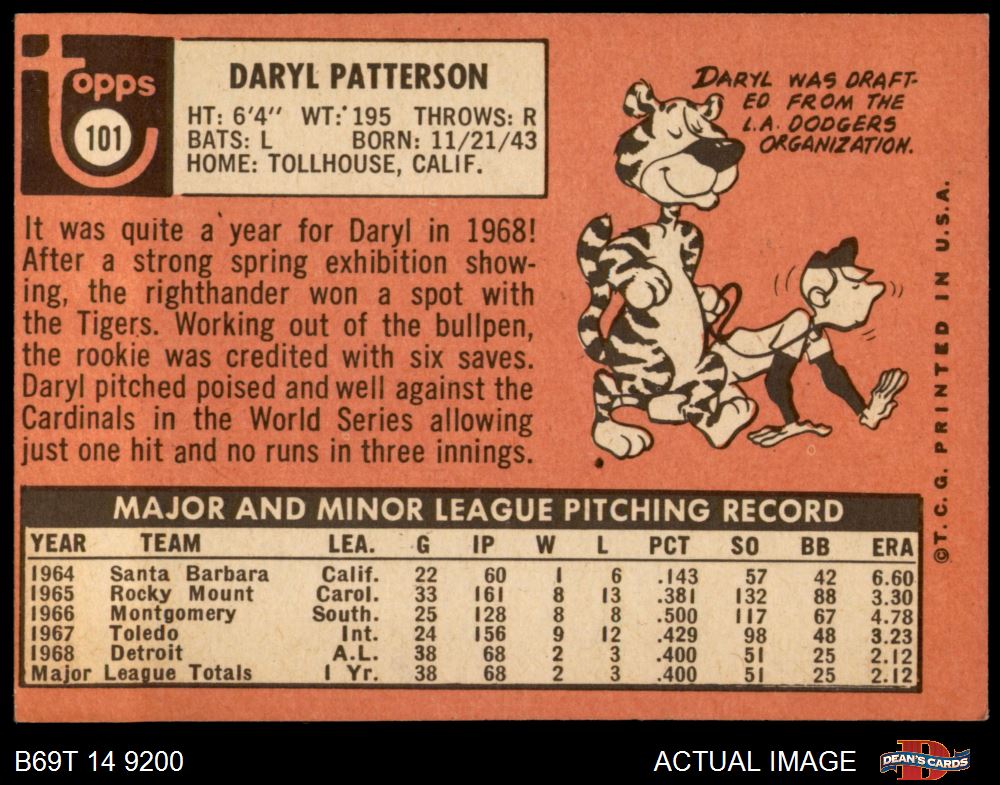 Topps
101
DARYL PATTERSON
HT: 6'4" WT: 195 THROWS: R
BATS: L BORN: 11/21/43
HOME: TOLLHOUSE, CALIF.
DARYL WAS DRAFT-
ED FROM THE
L.A. DODGERS
ORGANIZATION.
It was quite a year for Daryl in 1968!
After a strong spring exhibition show-
ing, the righthander won a spot with
the Tigers. Working out of the bullpen,
the rookie was credited with six saves.
Daryl pitched poised and well against the
Cardinals in the World Series allowing
just one hit and no runs in three innings.
©T. C. G. PRINTED IN U.S.A.
MAJOR AND MINOR LEAGUE PITCHING RECORD
YEAR TEAM LEA. G IP W L PCT SO BB ERA
1964 Santa Barbara Calif. 22 60 1 6 .143 57 42 6.60
1965 Rocky Mount Carol. 33 161 8 13 .381 132 88 3.30
1966 Montgomery South. 25 128 8 8 .500 117 67 4.78
1967 Toledo Int. 24 156 9 12 .429 98 48 3.23
1968 Detroit A.L. 38 68 2 3 .400 51 25 2.12
Major League Totals 1 Yr. 38 68 2 3 .400 51 25 2.12
B69T 14 9200 ACTUAL IMAGE DEAN'S CARDS